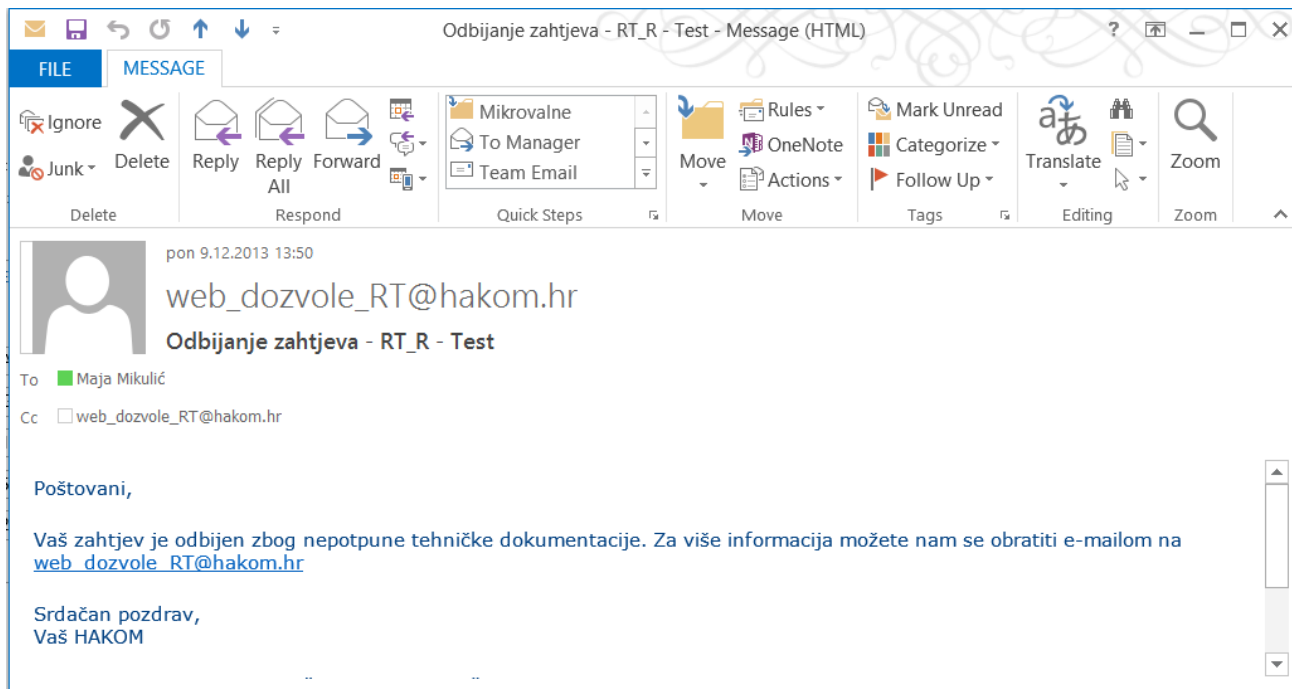 Odbijanje zahtjeva - RT_R - Test - Message (HTML)
?
FILE
MESSAGE
Ignore
Junk
Delete
Reply
Reply All
Forward
Mikrovalne
To Manager
Team Email
Move
Rules
OneNote
Actions
Mark Unread
Categorize
Follow Up
Translate
Zoom
Delete
Respond
Quick Steps
Move
Tags
Editing
Zoom
pon 9.12.2013 13:50
web_dozvole_RT@hakom.hr
Odbijanje zahtjeva - RT_R - Test
To Maja Mikulić
Cc web_dozvole_RT@hakom.hr
Poštovani,
Vaš zahtjev je odbijen zbog nepotpune tehničke dokumentacije. Za više informacija možete nam se obratiti e-mailom na
web_dozvole_RT@hakom.hr
Srdačan pozdrav,
Vaš HAKOM